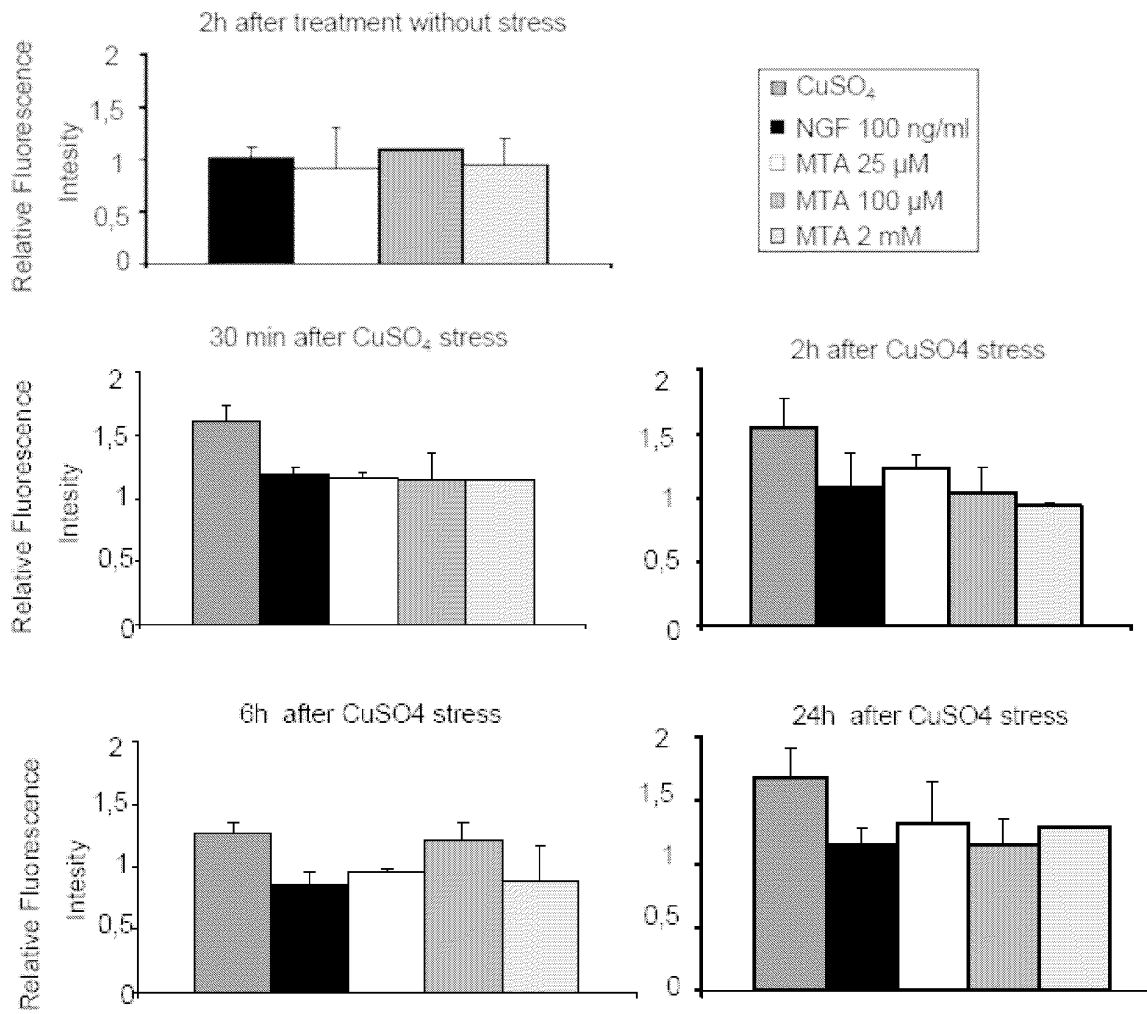 2h after treatment without stress
Relative Fluorescence
Intesity
2
1,5
1
0,5
0
CuSO₄
NGF 100 ng/ml
MTA 25 µM
MTA 100 µM
MTA 2 mM
30 min after CuSO₄ stress
Relative Fluorescence
Intesity
2
1,5
1
0,5
0
2h after CuSO4 stress
2
1,5
1
0,5
0
6h after CuSO4 stress
Relative Fluorescence
Intesity
2
1,5
1
0,5
0
24h after CuSO4 stress
2
1,5
1
0,5
0